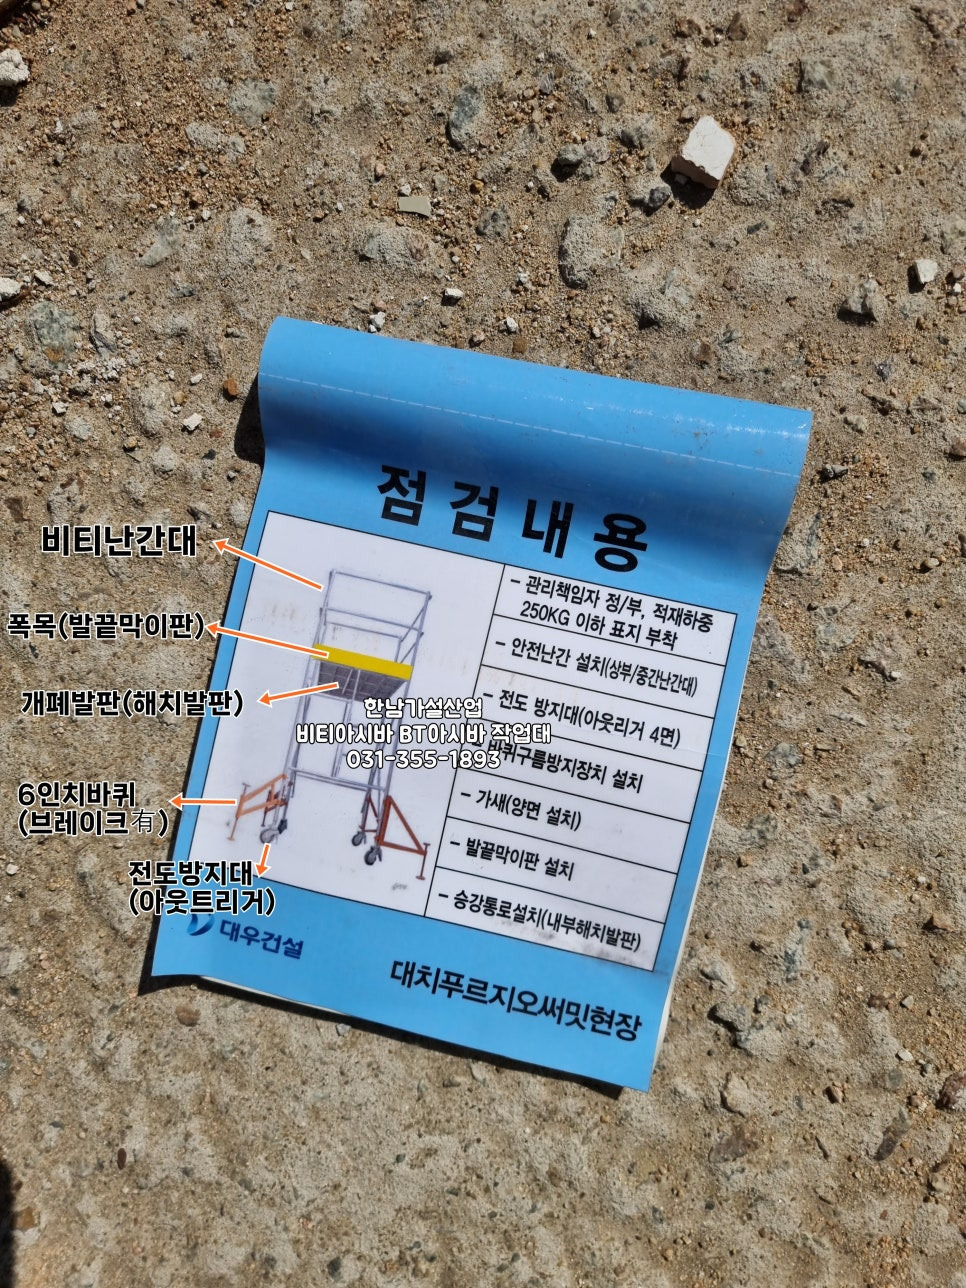 점검내용
비티난간대
폭목(발끝막이판)
개폐발판(해치발판)
6인치바퀴
(브레이크有)
전도방지대
(아웃트리거)
한남가설산업
비티아시바 BT아시바 작업대
031-355-1893
- 관리책임자 정/부, 적재하중
250KG 이하 표지 부착
- 안전난간 설치(상부/중간난간대)
- 전도 방지대(아웃리거 4면)
바퀴구름방지장치 설치
- 가새(양면 설치)
- 발끝막이판 설치
- 승강통로설치(내부해치발판)
대우건설
대치푸르지오써밋현장